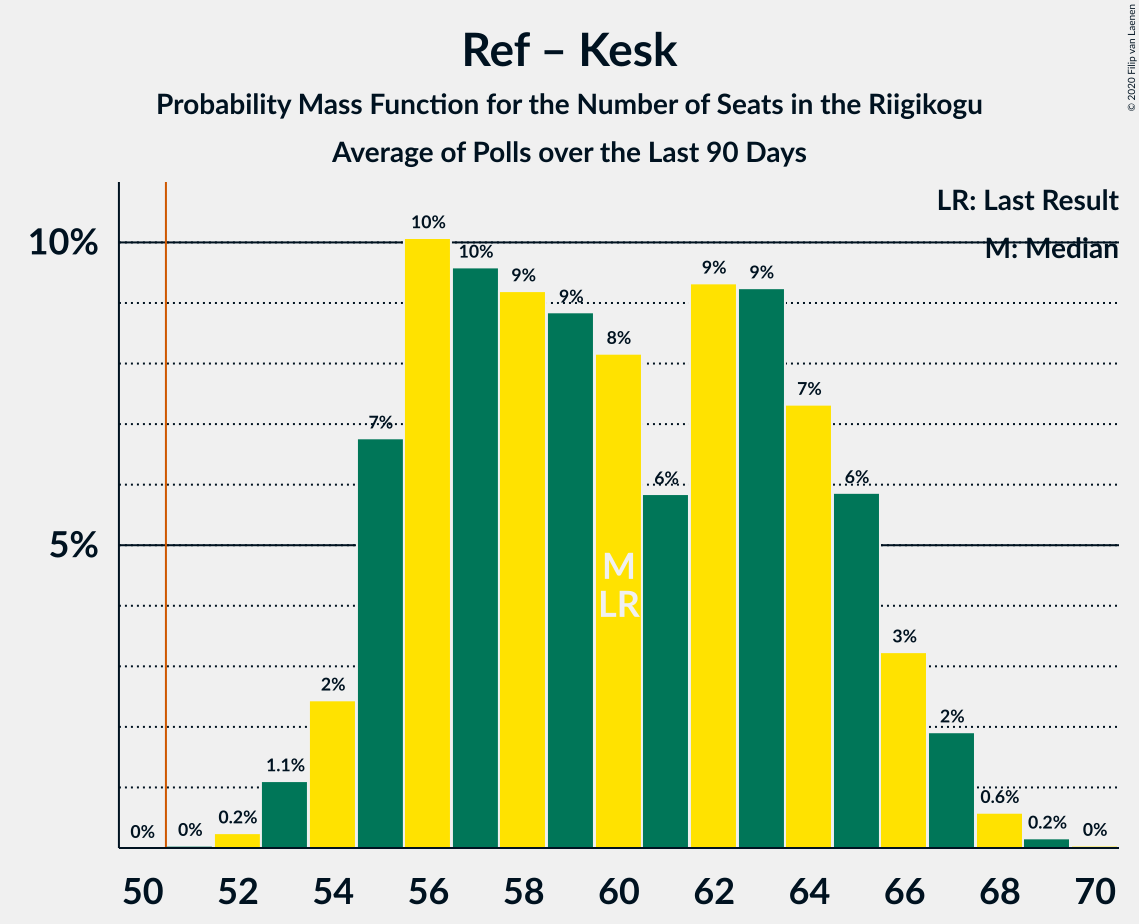 Ref – Kesk
Probability Mass Function for the Number of Seats in the Riigikogu
Average of Polls over the Last 90 Days
© 2020 Filip van Laenen
LR: Last Result
M: Median
10%
5%
0%
0%
0.2%
1.1%
2%
7%
10%
10%
9%
9%
8%
6%
9%
9%
7%
6%
3%
2%
0.6%
0.2%
0%
M
LR
50 52 54 56 58 60 62 64 66 68 70